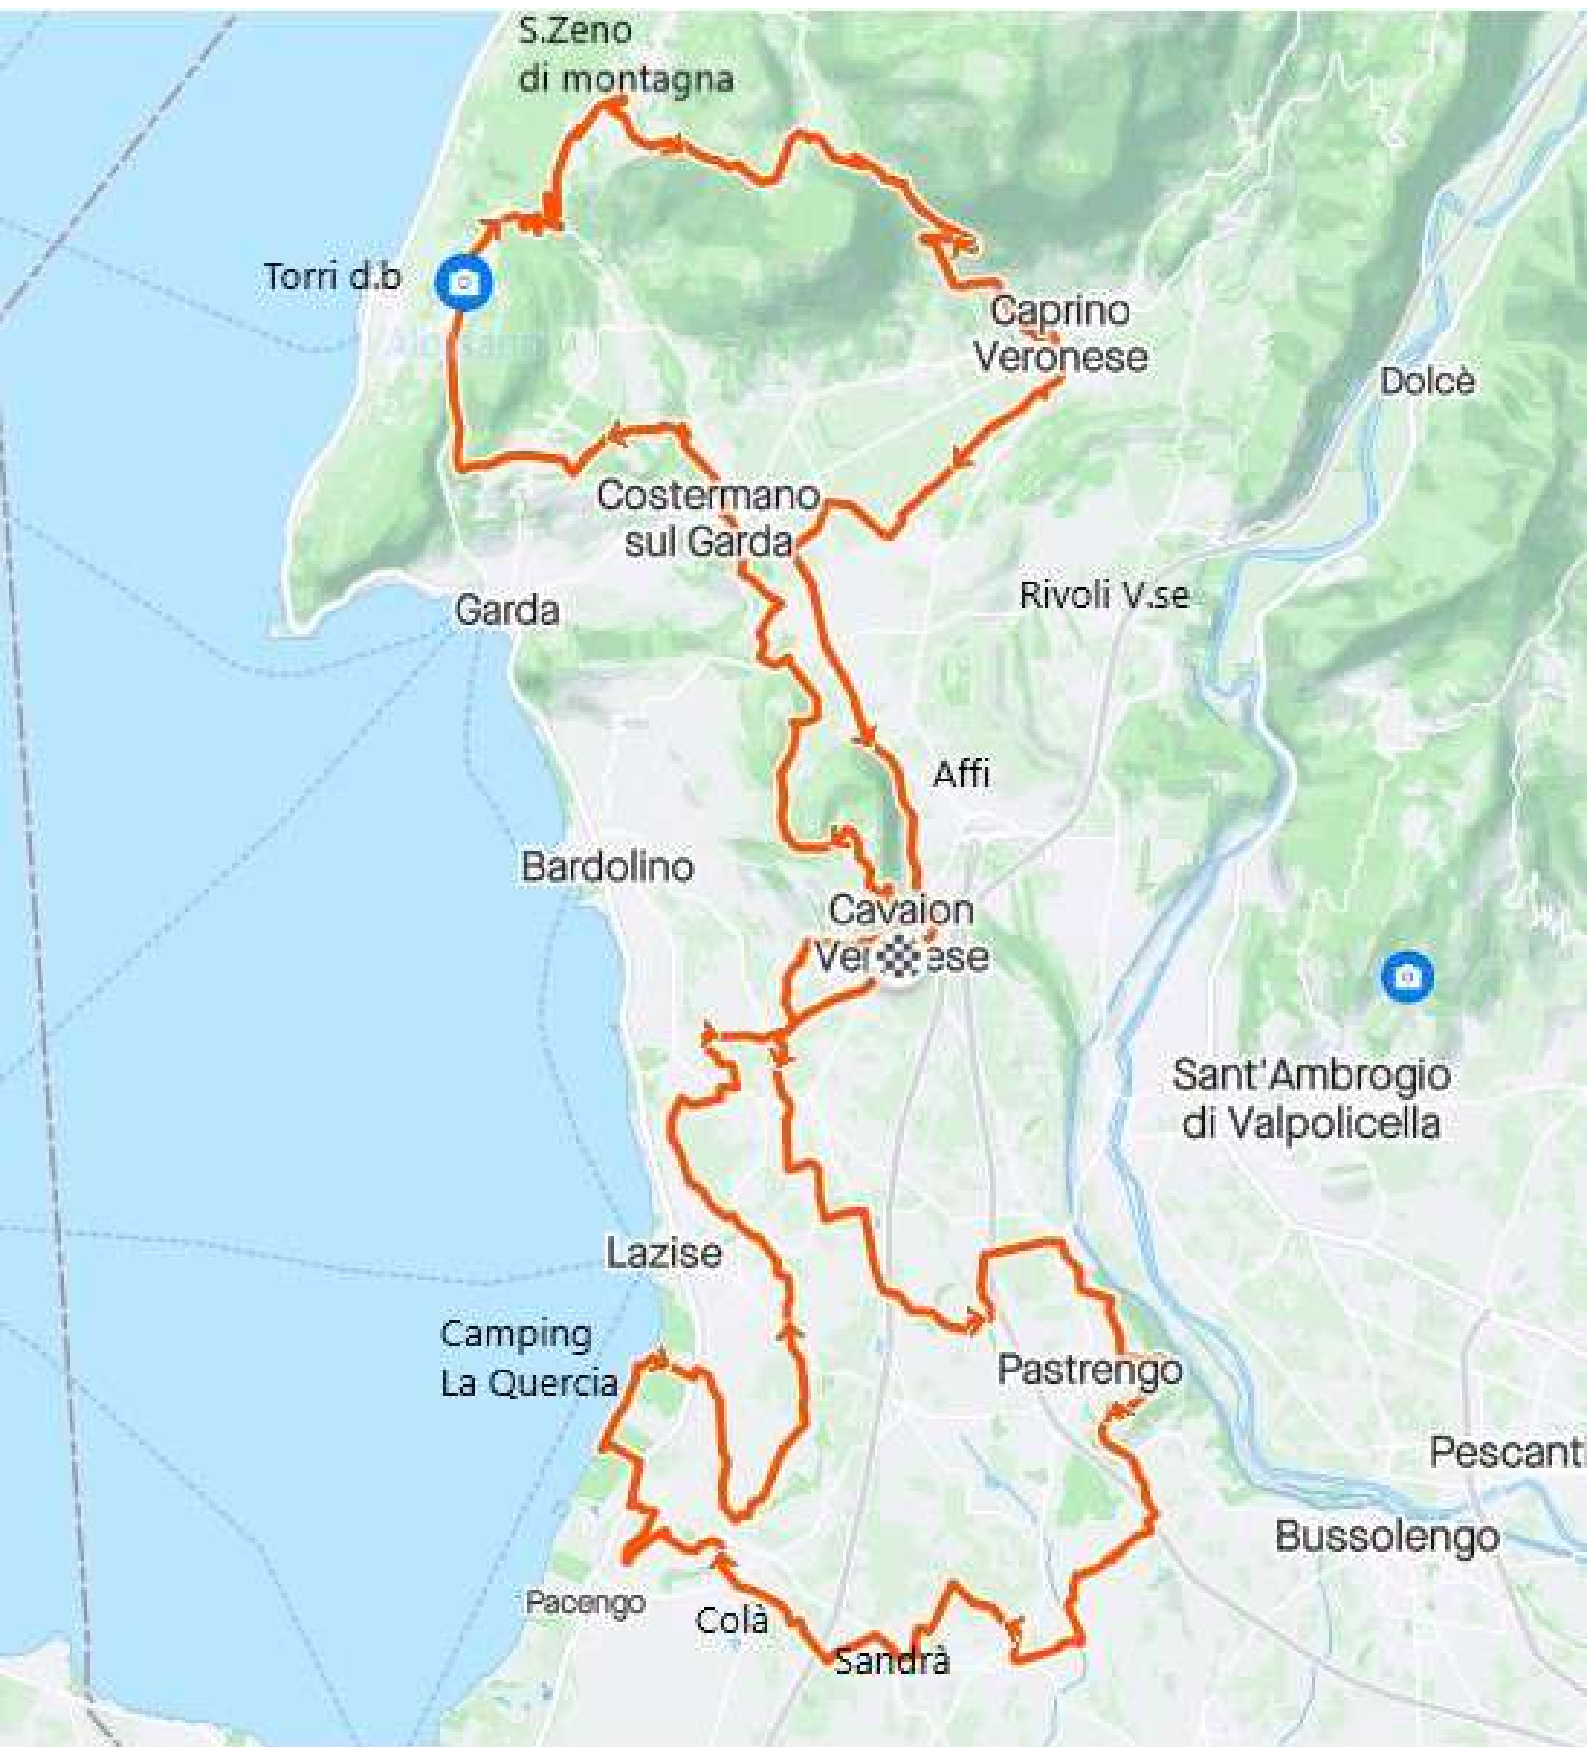 S.Zeno
di montagna
Torri d.b
Caprino
Veronese
Dolcè
Costermano
sul Garda
Rivoli V.se
Garda
Affi
Bardolino
Cavaion
Sant'Ambrogio
di Valpolicella
Lazise
Camping
La Quercia
Pastrengo
Pescanti
Bussolengo
Pacengo
Colà
Sandrà